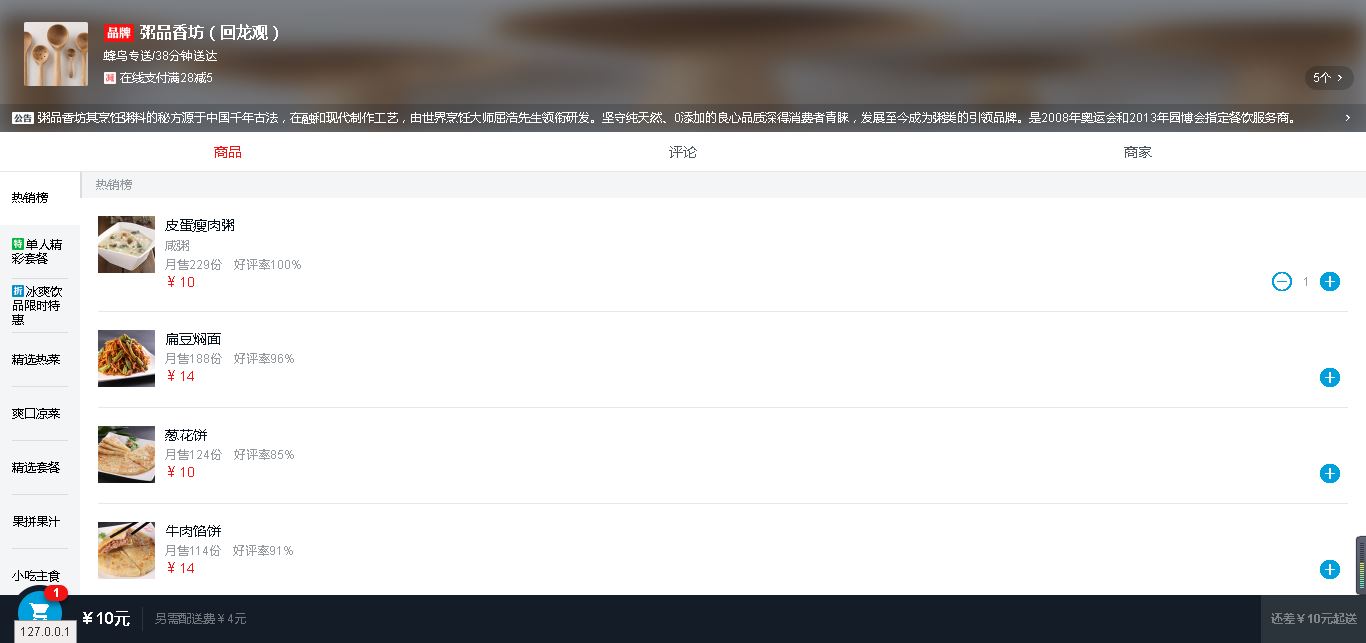 品牌 粥品香坊（回龙观）
蜂鸟专送/38分钟送达
减 在线支付满28减5
5个 >
公告 粥品香坊其烹饪粥料的秘方源于中国千年古法，在融和现代制作工艺，由世界烹饪大师屈浩先生领衔研发。坚守纯天然、0添加的良心品质深得消费者青睐，发展至今成为粥类的引领品牌。是2008年奥运会和2013年园博会指定餐饮服务商。 >
商品 评论 商家
热销榜
特 单人精
彩套餐
折 冰爽饮
品限时特
惠
精选热菜
爽口凉菜
精选套餐
果拼果汁
小吃主食
热销榜
皮蛋瘦肉粥
咸粥
月售229份 好评率100%
￥10
1
扁豆焖面
月售188份 好评率96%
￥14
葱花饼
月售124份 好评率85%
￥10
牛肉馅饼
月售114份 好评率91%
￥14
1
￥10元 另需配送费￥4元 还差￥10元起送
127.0.0.1